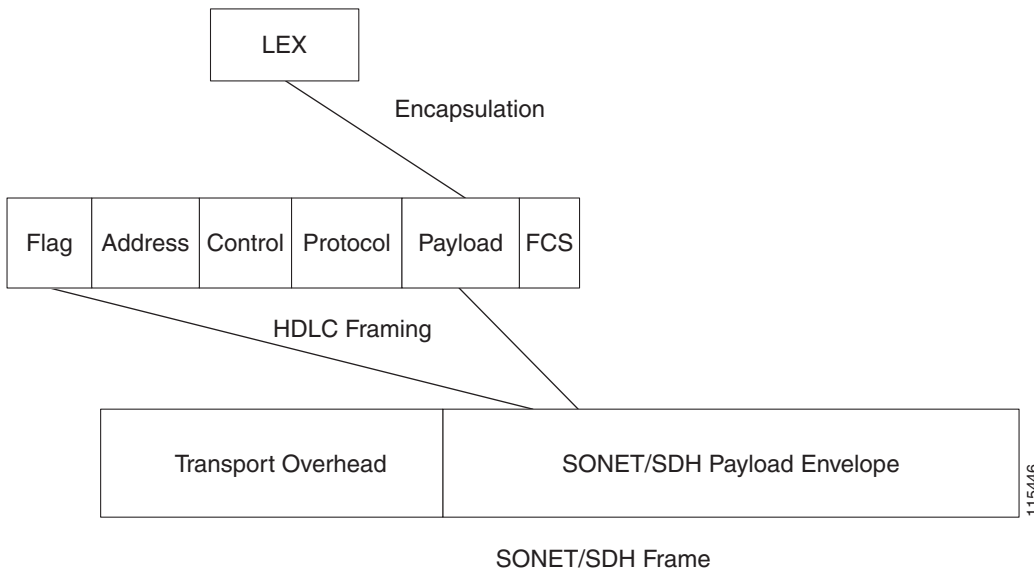 LEX
Encapsulation
Flag Address Control Protocol Payload FCS
HDLC Framing
Transport Overhead SONET/SDH Payload Envelope
115446
SONET/SDH Frame